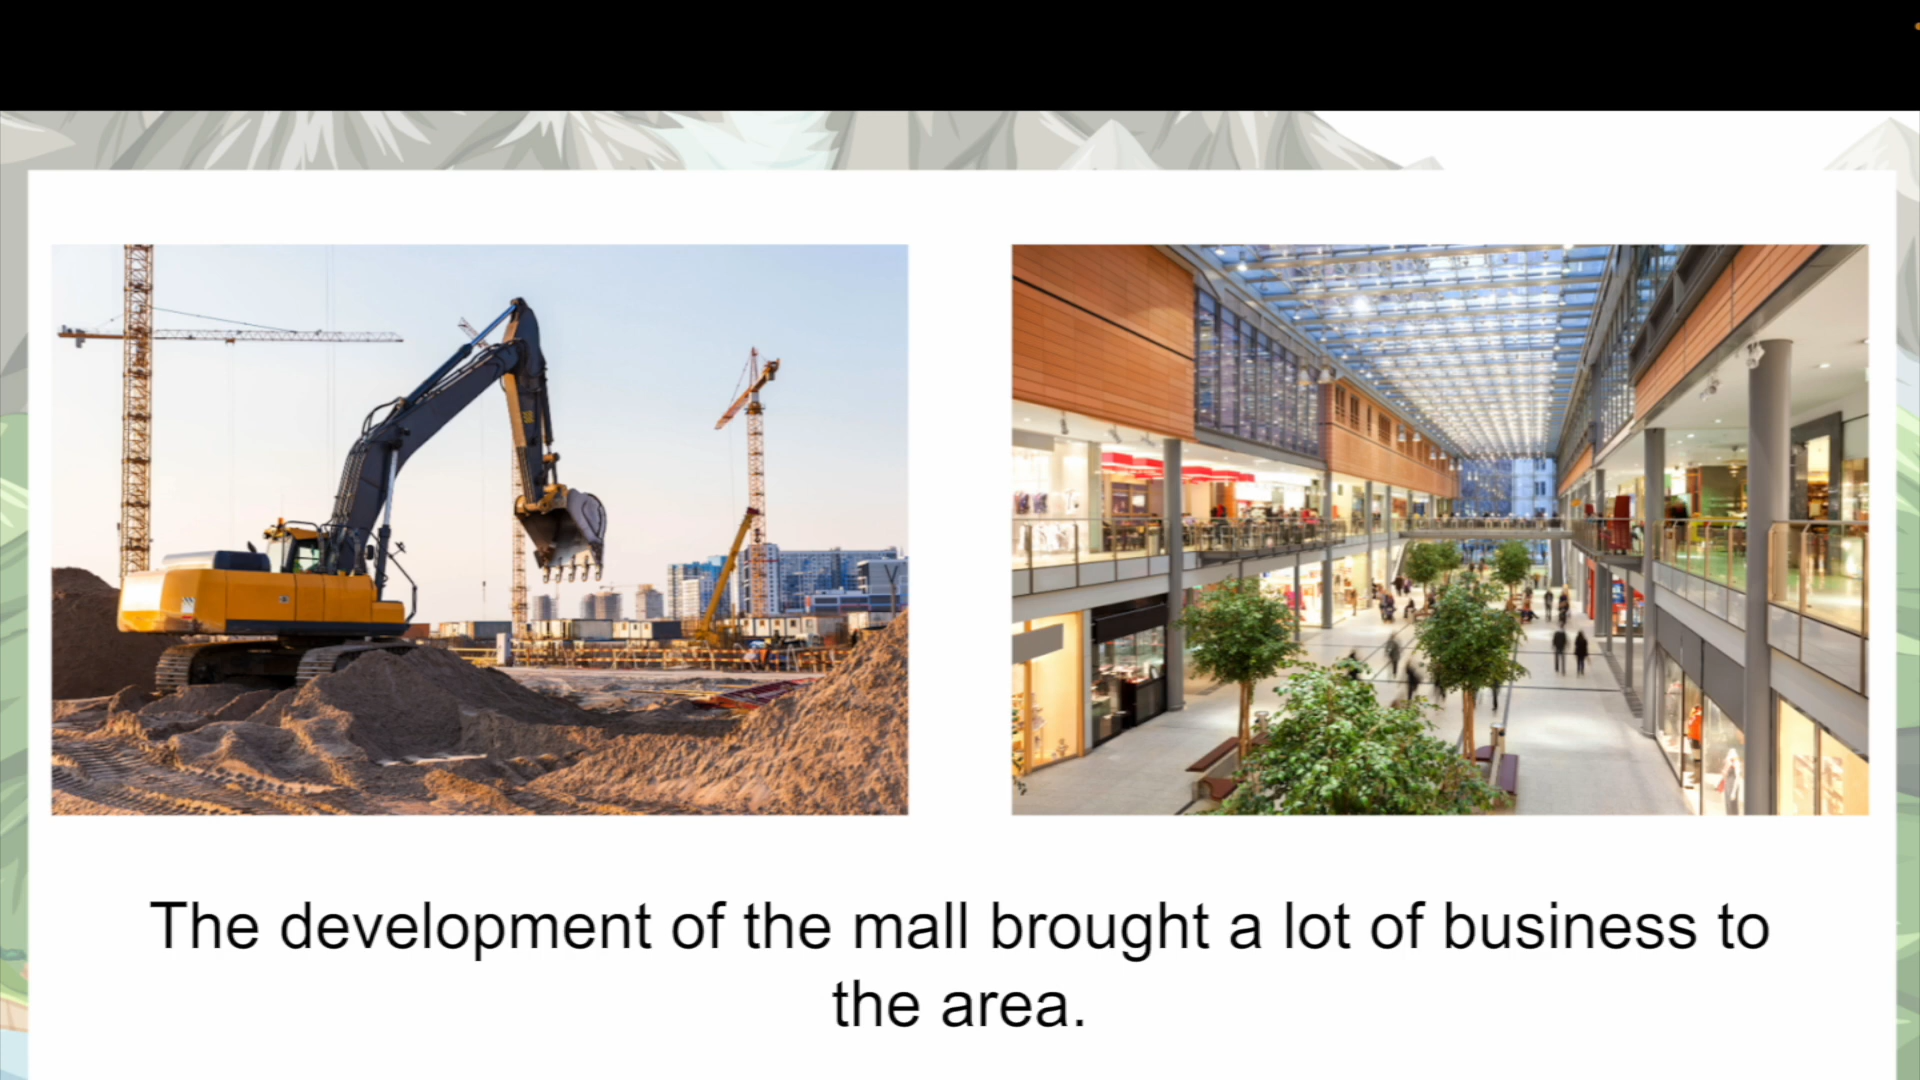 The development of the mall brought a lot of business to
the area.